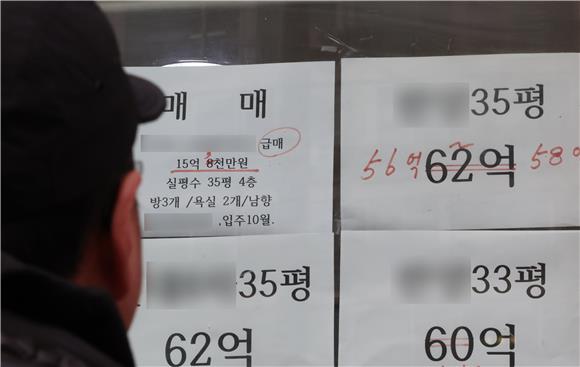 매 매
급매
15억 8천만원
실평수 35평 4층
방3개 /욕실 2개/남향
,입주10월.
35평
56억 62억 58억
35평
62억
33평
60억